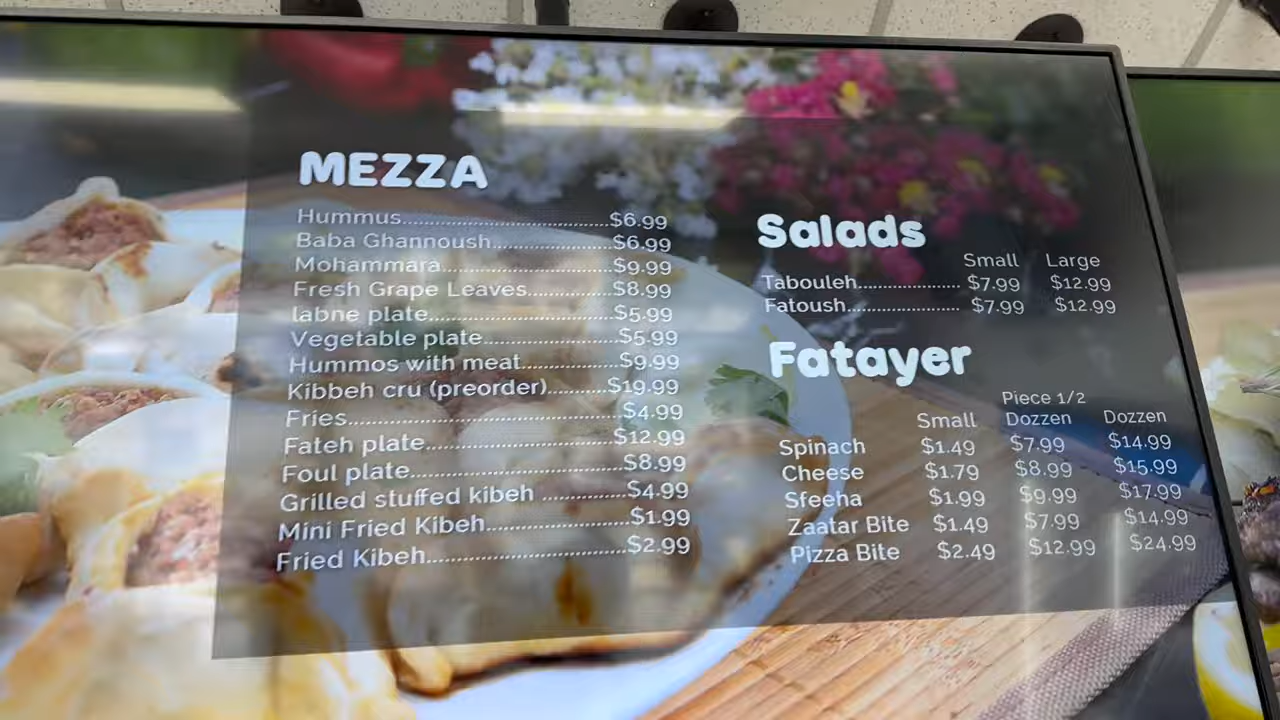 MEZZA
Hummus........................................$6.99
Baba Ghannoush......................$6.99
Mohammara................................$9.99
Fresh Grape Leaves................$8.99
labne plate...................................$5.99
Vegetable plate.........................$5.99
Hummos with meat.................$9.99
Kibbeh cru (preorder)............$19.99
Fries..................................................$4.99
Fateh plate..................................$12.99
Foul plate.......................................$8.99
Grilled stuffed kibeh ...............$4.99
Mini Fried Kibeh..........................$1.99
Fried Kibeh....................................$2.99
Salads
Small Large
Tabouleh..................... $7.99 $12.99
Fatoush....................... $7.99 $12.99
Fatayer
Piece 1/2
Small Dozzen Dozzen
Spinach $1.49 $7.99 $14.99
Cheese $1.79 $8.99 $15.99
Sfeeha $1.99 $9.99 $17.99
Zaatar Bite $1.49 $7.99 $14.99
Pizza Bite $2.49 $12.99 $24.99